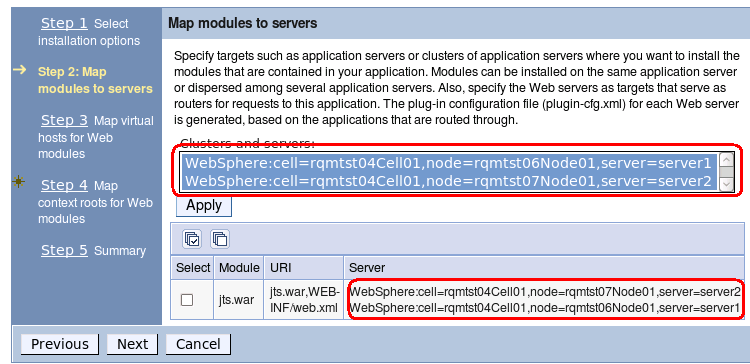 Step 1 Select
installation options
Step 2: Map
modules to servers
Step 3 Map virtual
hosts for Web
modules
Step 4 Map
context roots for Web
modules
Step 5 Summary
Map modules to servers
Specify targets such as application servers or clusters of application servers where you want to install the
modules that are contained in your application. Modules can be installed on the same application server
or dispersed among several application servers. Also, specify the Web servers as targets that serve as
routers for requests to this application. The plug-in configuration file (plugin-cfg.xml) for each Web server
is generated, based on the applications that are routed through.
Clusters and servers:
WebSphere:cell=rqmtst04Cell01,node=rqmtst06Node01,server=server1
WebSphere:cell=rqmtst04Cell01,node=rqmtst07Node01,server=server2
Apply
Select Module URI Server
jts.war
jts.war,WEB-
INF/web.xml
WebSphere:cell=rqmtst04Cell01,node=rqmtst07Node01,server=server2
WebSphere:cell=rqmtst04Cell01,node=rqmtst06Node01,server=server1
Previous Next Cancel